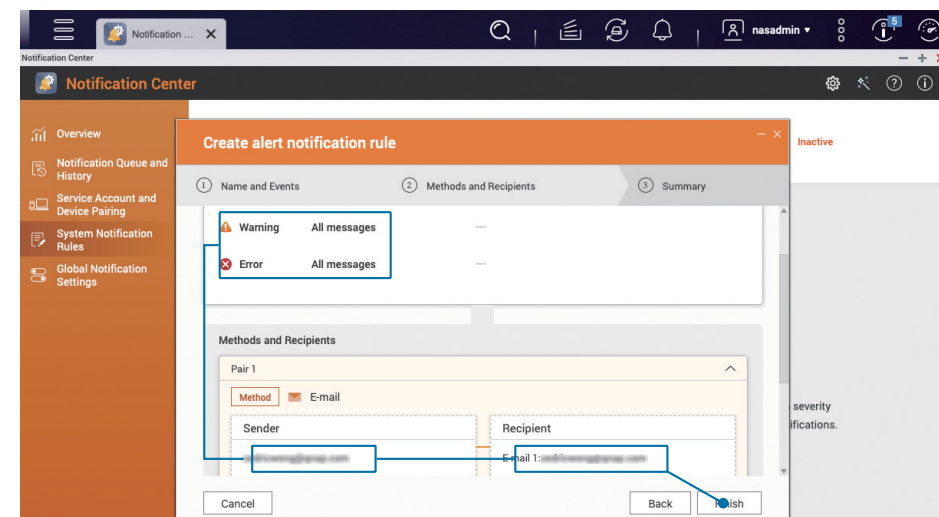 Notification ...
nasadmin
5
Notification Center
Notification Center
Overview
Notification Queue and
History
Service Account and
Device Pairing
System Notification
Rules
Global Notification
Settings
Inactive
Create alert notification rule
1 Name and Events
2 Methods and Recipients
3 Summary
Warning All messages ---
Error All messages ---
Methods and Recipients
Pair 1
Method E-mail
Sender
Recipient
E-mail 1:
severity
ifications.
Cancel
Back